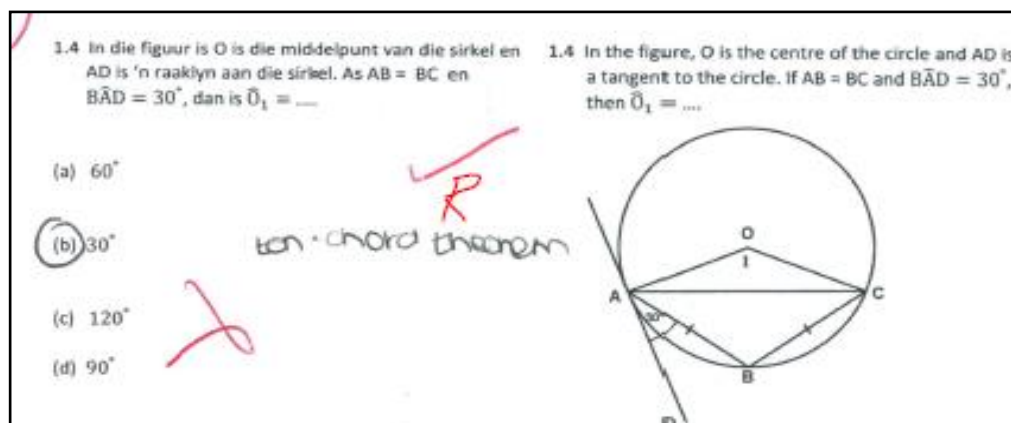 1.4 In die figuur is O is die middelpunt van die sirkel en
AD is 'n raaklyn aan die sirkel. As AB = BC en
BÂD = 30°, dan is Ô₁ = ....
(a) 60°
(b) 30°
(c) 120°
(d) 90°
tan-chord theorem
R
1.4 In the figure, O is the centre of the circle and AD is
a tangent to the circle. If AB = BC and BÂD = 30°,
then Ô₁ = ....
O
1
A
C
30°
B
D